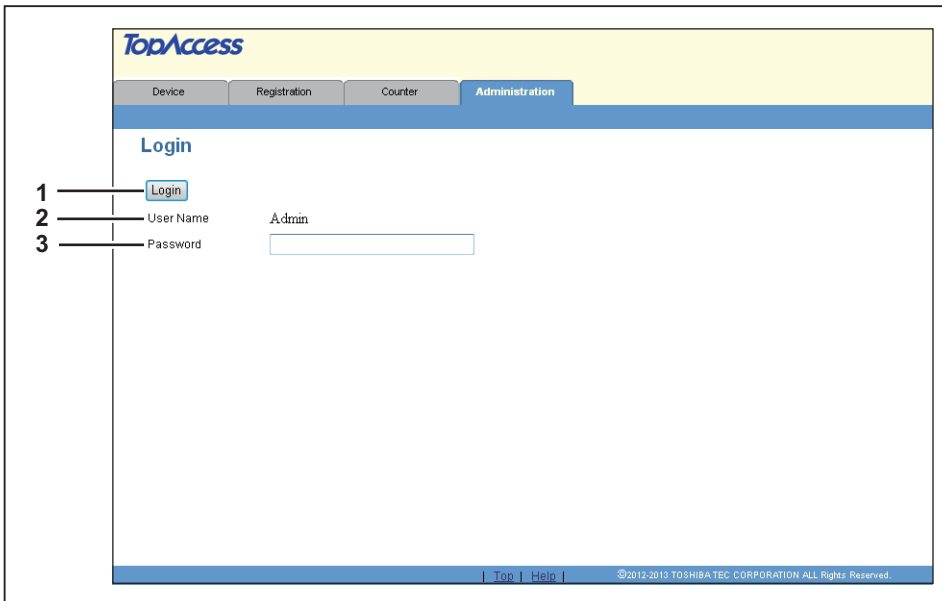 TopAccess
Device Registration Counter Administration
Login
1 Login
2 User Name Admin
3 Password
| Top | Help | ©2012-2013 TOSHIBA TEC CORPORATION ALL Rights Reserved.